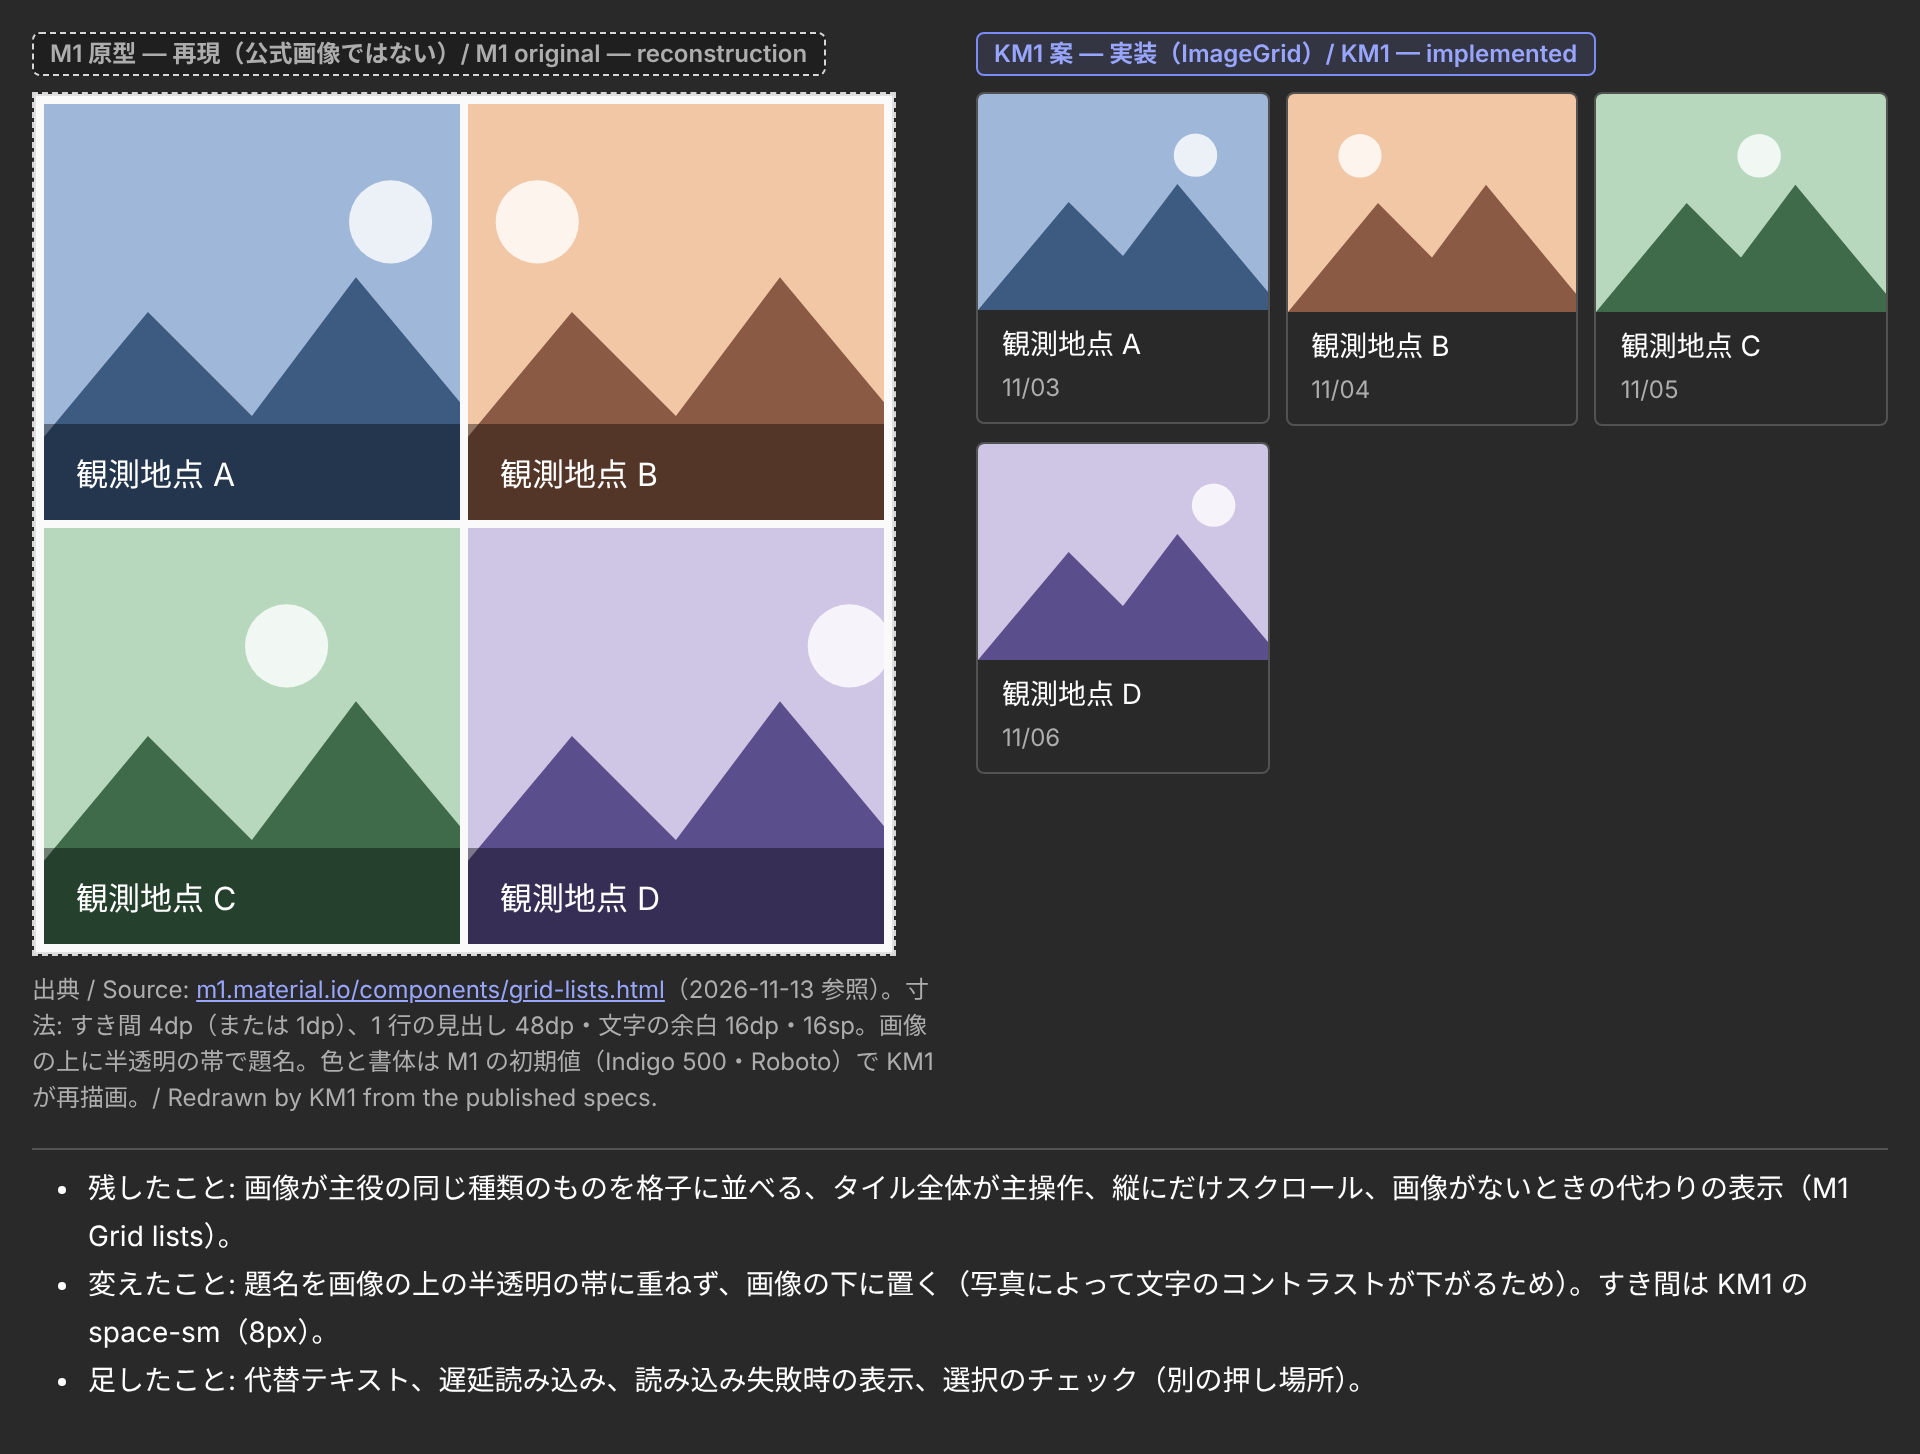 M1 原型 — 再現（公式画像ではない）/ M1 original — reconstruction
観測地点 A
観測地点 B
観測地点 C
観測地点 D
出典 / Source: m1.material.io/components/grid-lists.html（2026-11-13 参照）。寸
法: すき間 4dp（または 1dp）、1 行の見出し 48dp・文字の余白 16dp・16sp。画像
の上に半透明の帯で題名。色と書体は M1 の初期値（Indigo 500・Roboto）で KM1
が再描画。/ Redrawn by KM1 from the published specs.
KM1 案 — 実装（ImageGrid）/ KM1 — implemented
観測地点 A
11/03
観測地点 B
11/04
観測地点 C
11/05
観測地点 D
11/06
• 残したこと: 画像が主役の同じ種類のものを格子に並べる、タイル全体が主操作、縦にだけスクロール、画像がないときの代わりの表示（M1
Grid lists）。
• 変えたこと: 題名を画像の上の半透明の帯に重ねず、画像の下に置く（写真によって文字のコントラストが下がるため）。すき間は KM1 の
space-sm（8px）。
• 足したこと: 代替テキスト、遅延読み込み、読み込み失敗時の表示、選択のチェック（別の押し場所）。